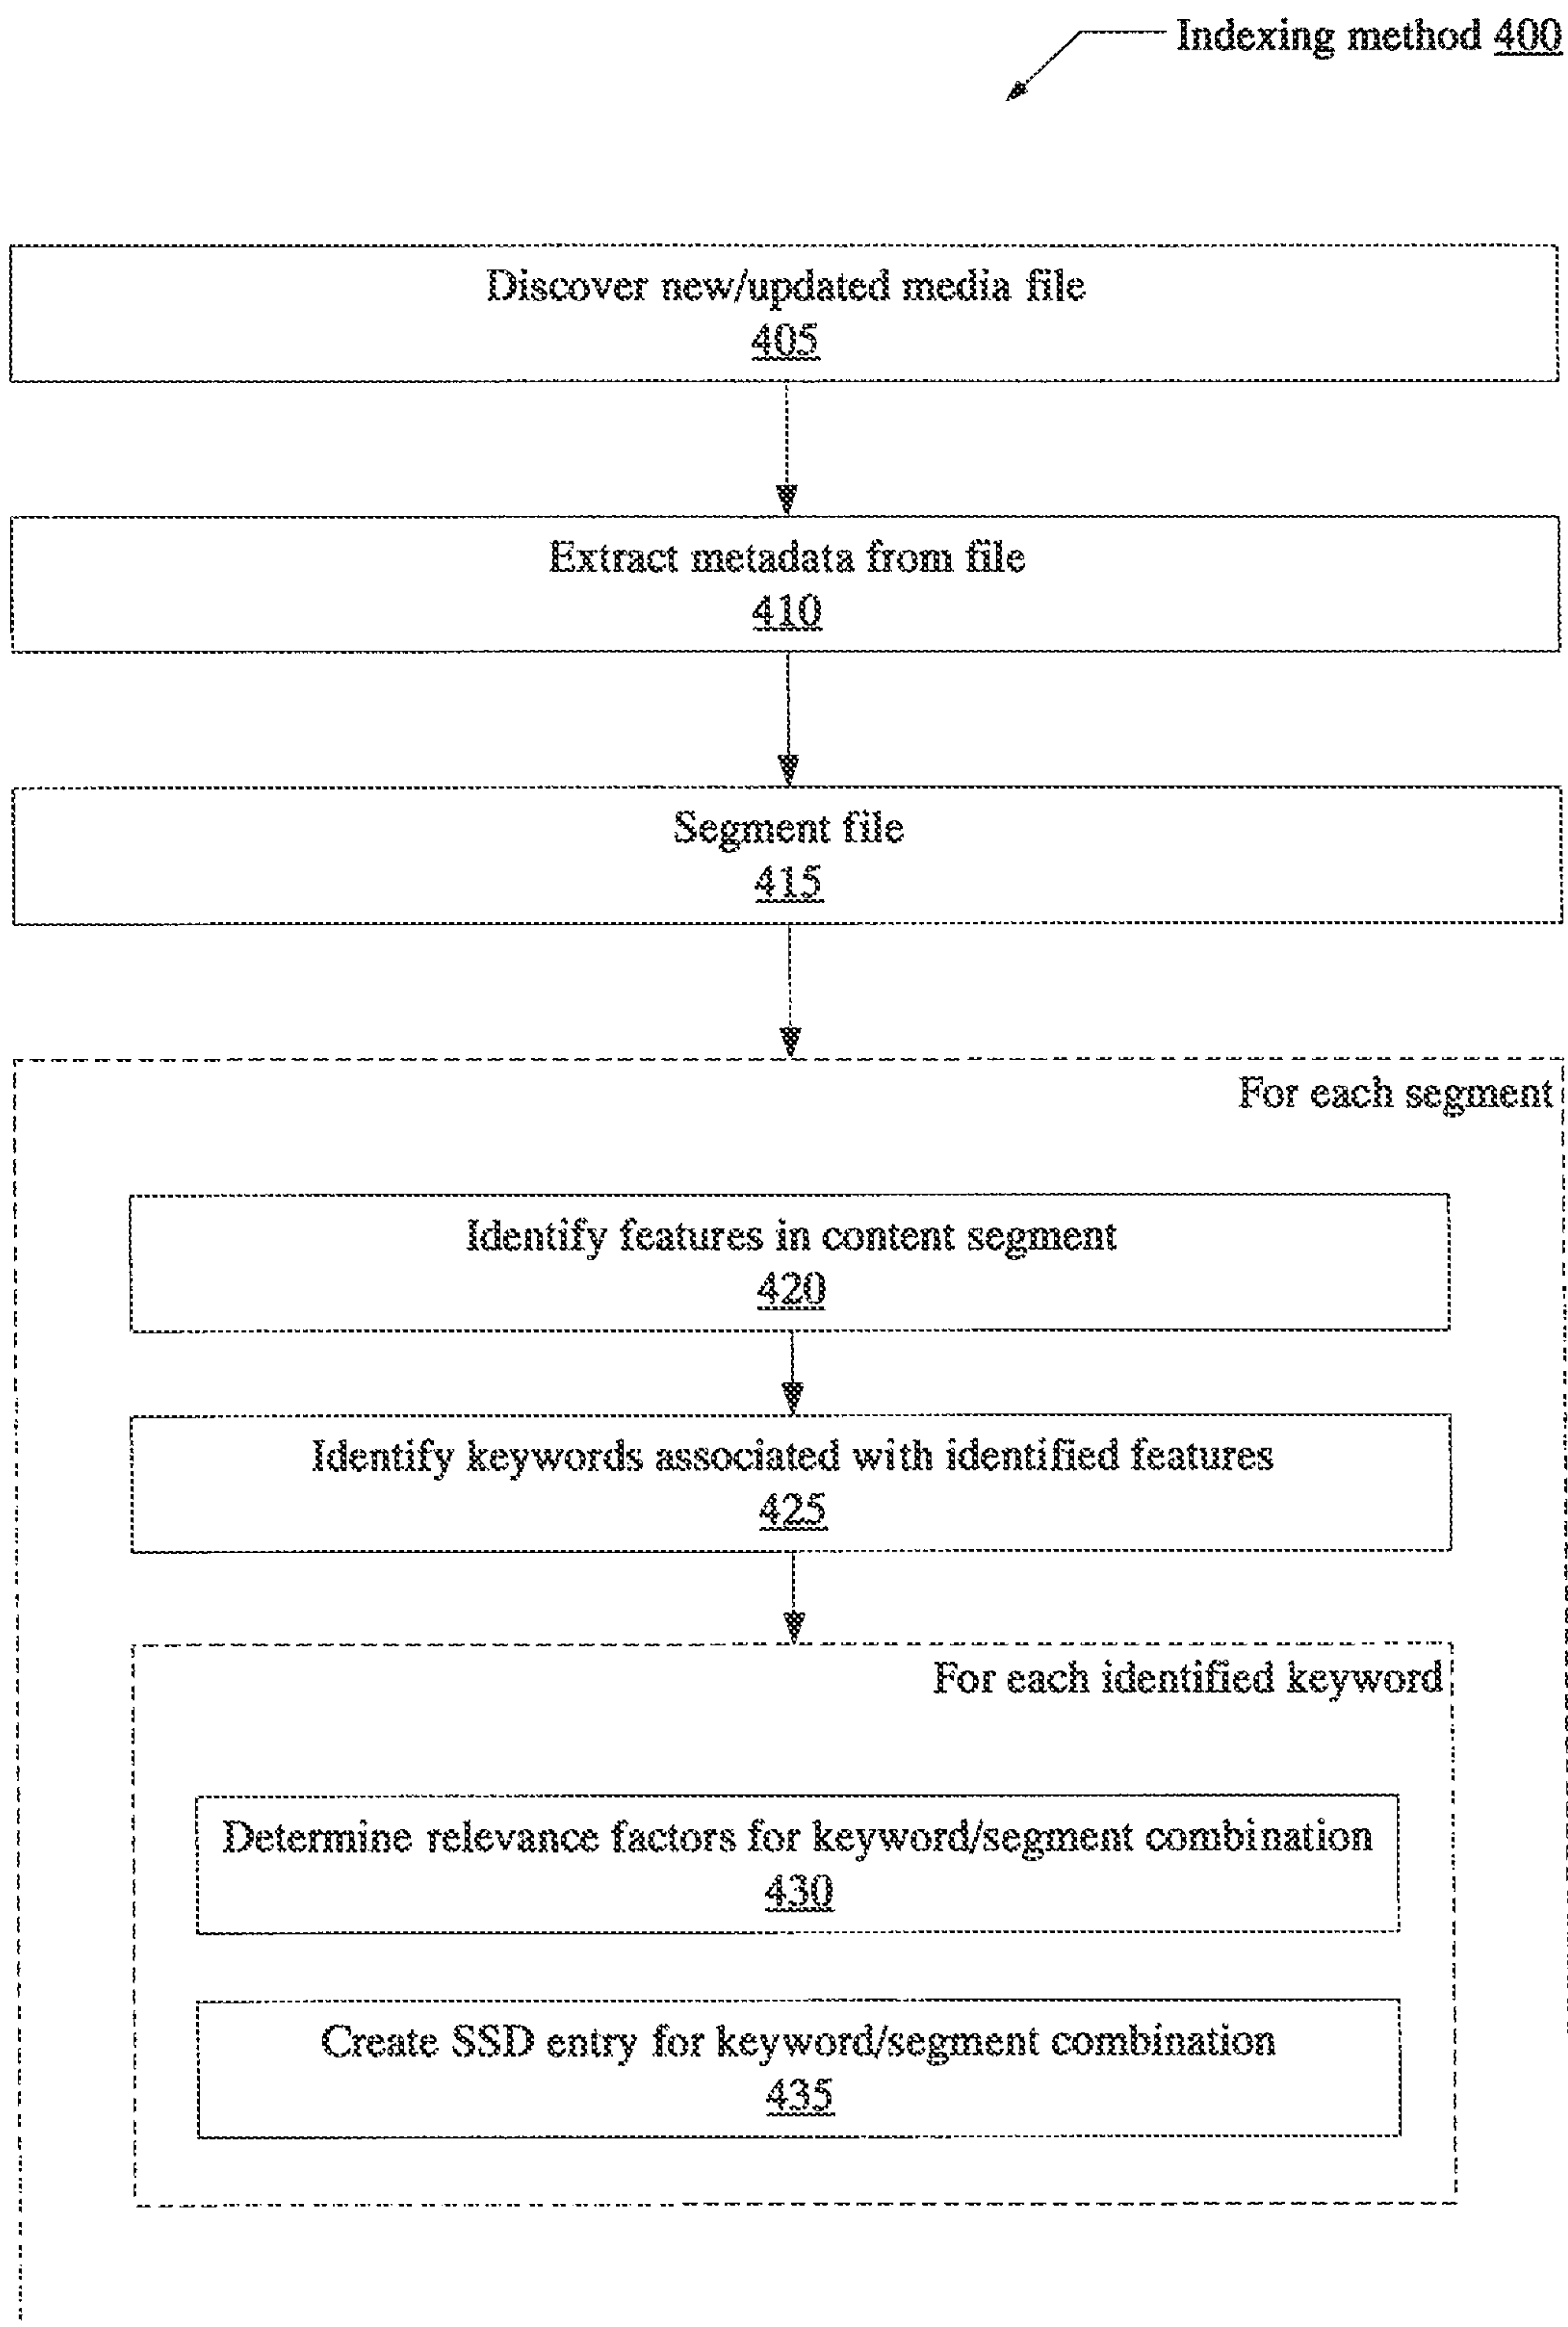 Indexing method 400
Discover new/updated media file
405
Extract metadata from file
410
Segment file
415
For each segment
Identify features in content segment
420
Identify keywords associated with identified features
425
For each identified keyword
Determine relevance factors for keyword/segment combination
430
Create SSD entry for keyword/segment combination
435